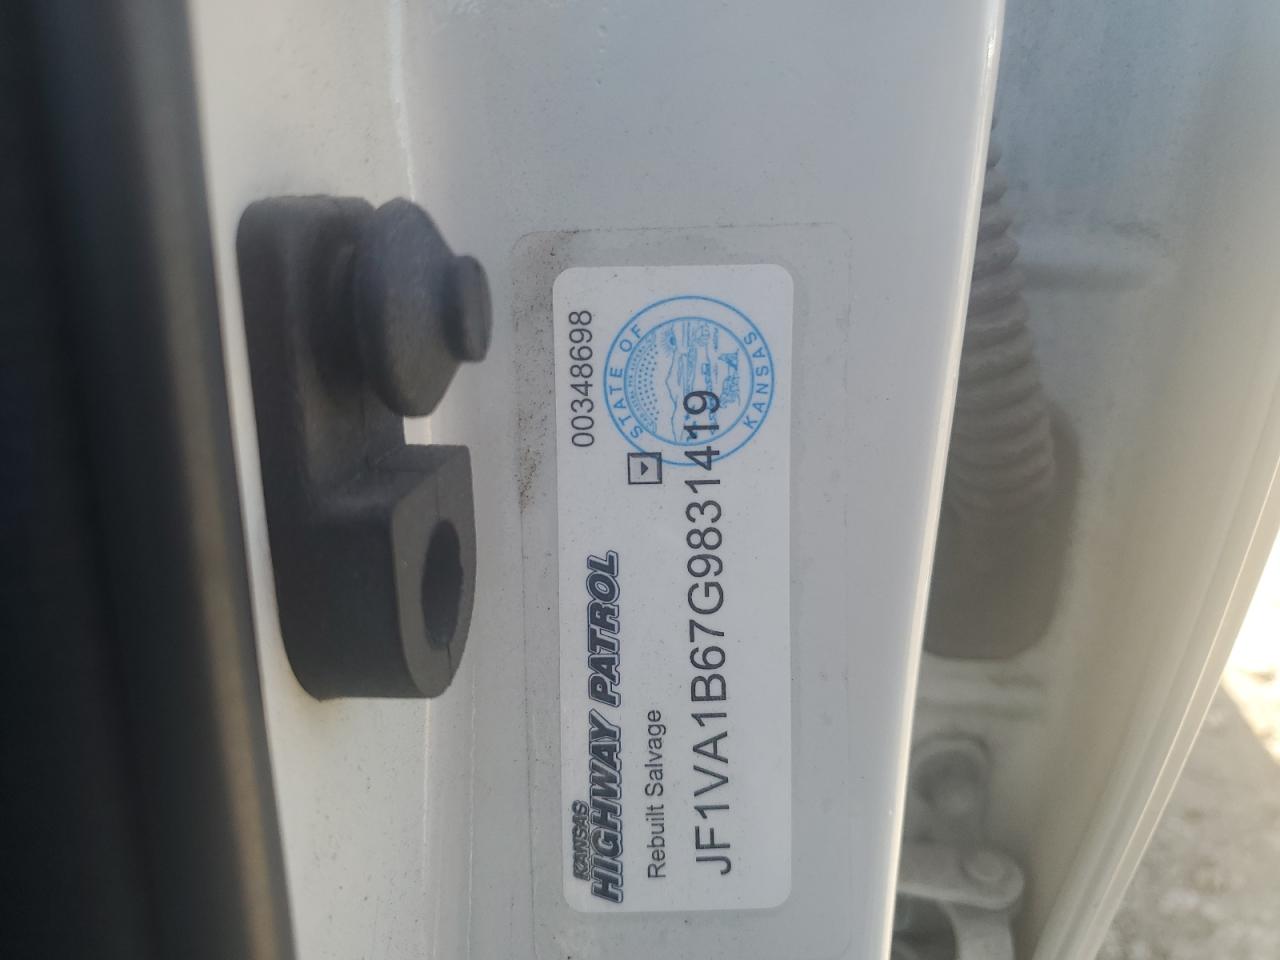 KANSAS
HIGHWAY PATROL
00348698
Rebuilt Salvage
JF1VA1B67G9831419
STATE OF
KANSAS